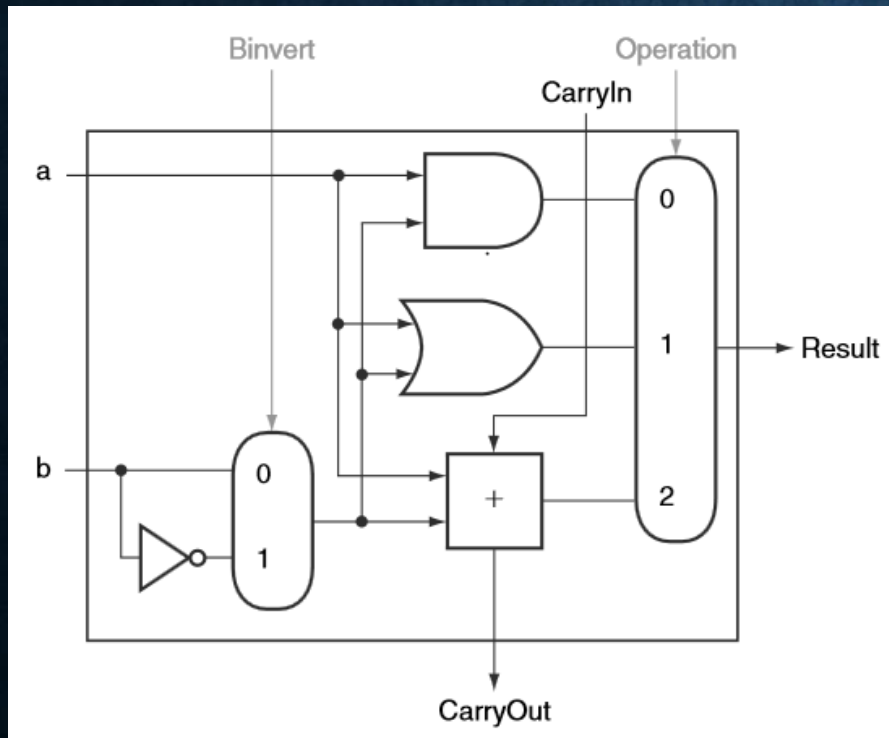 Binvert
Operation
CarryIn
a
0
1
Result
b
0
+
2
1
CarryOut